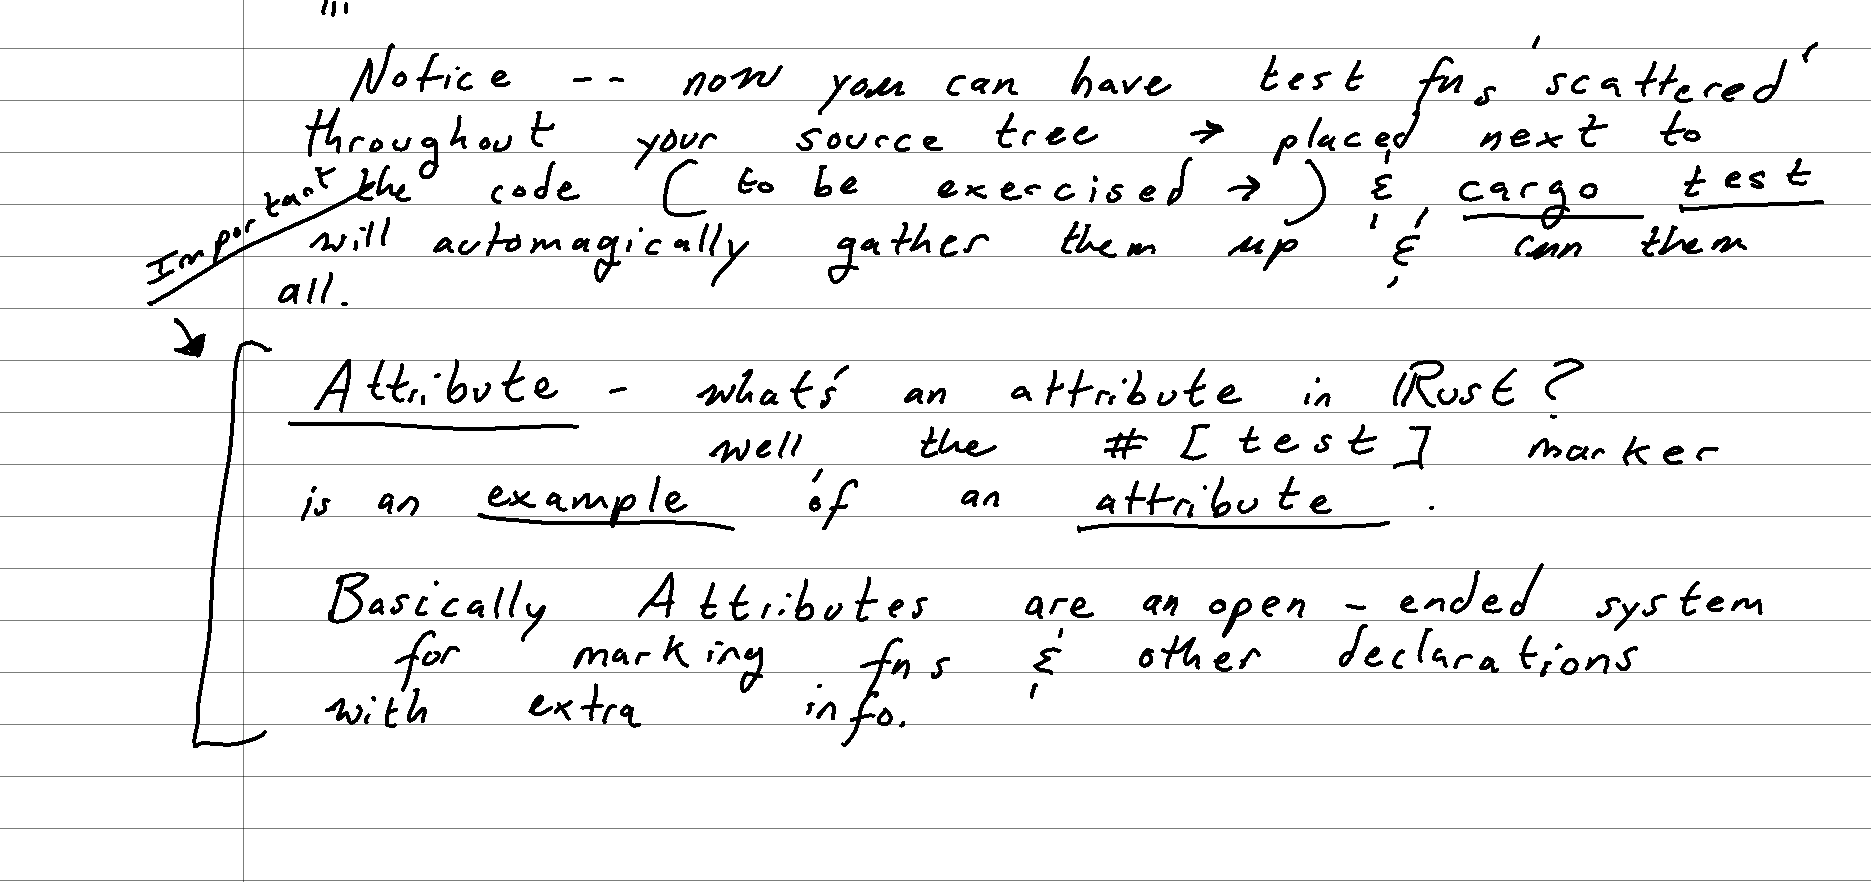 Notice -- now you can have test fns 'scattered'
throughout your source tree → placed next to
the code ( to be exercised → ) & cargo test
will automagically gather them up & run them
all.
Important
Attribute - what's an attribute in Rust?
well, the #[test] marker
is an example of an attribute.
Basically Attributes are an open-ended system
for marking fns & other declarations
with extra info.